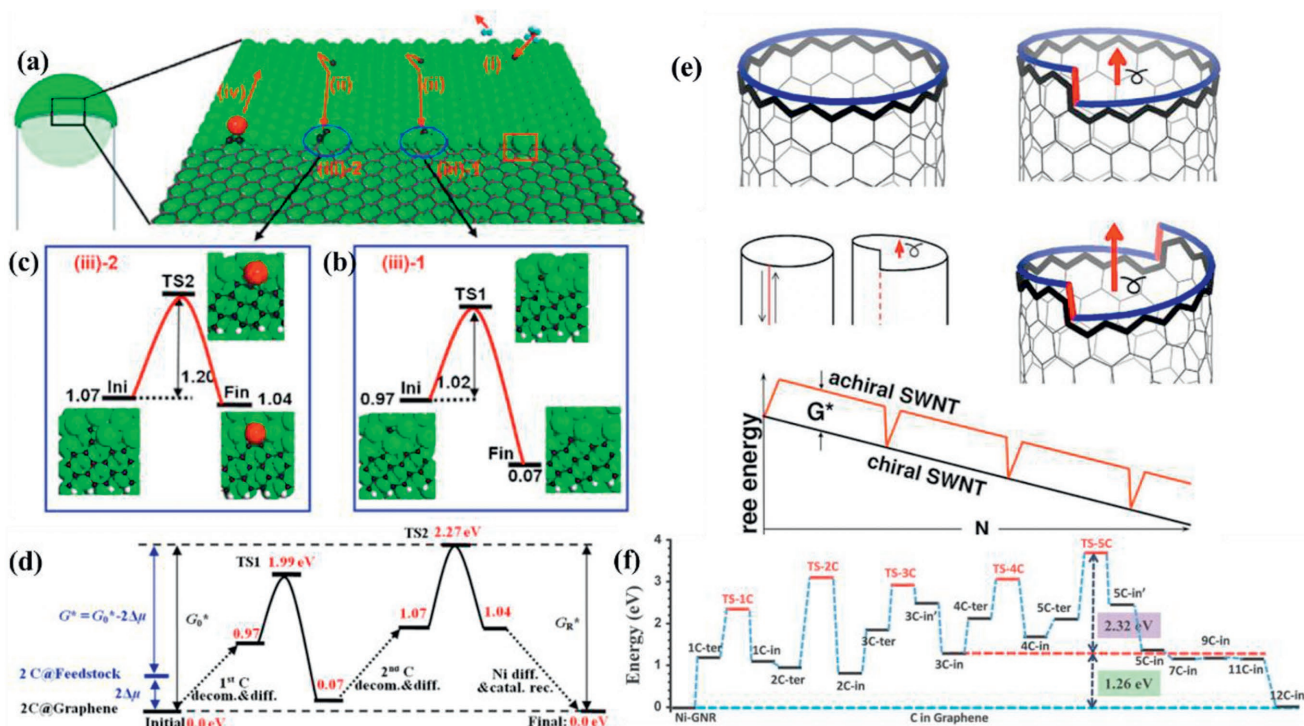 (a)
(i)
(ii)
(ii)
(iv)
(iii)-2
(iii)-1
(c)
(iii)-2
TS2
1.07
Ini
1.20
Fin
1.04
(b)
(iii)-1
TS1
0.97
Ini
1.02
Fin
0.07
(d)
TS1
1.99 eV
TS2
2.27 eV
G* = G₀*-2Δμ
G₀*
0.97
1.07
1.04
G_R*
2 C@Feedstock
2Δμ
2C@Graphene
1st C
decom.&diff.
0.07
2nd C
decom.&diff.
Ni diff.
&catal. rec.
Initial 0.0 eV
Final: 0.0 eV
(e)
achiral SWNT
G*
chiral SWNT
ree energy
N
(f)
Energy (eV)
4
3
2
1
0
TS-1C
TS-2C
TS-3C
TS-4C
TS-5C
1C-ter
1C-in
2C-ter
2C-in
3C-ter
3C-in'
3C-in
4C-ter
4C-in
5C-ter
5C-in'
5C-in
7C-in
9C-in
11C-in
12C-in
2.32 eV
1.26 eV
Ni-GNR
C in Graphene